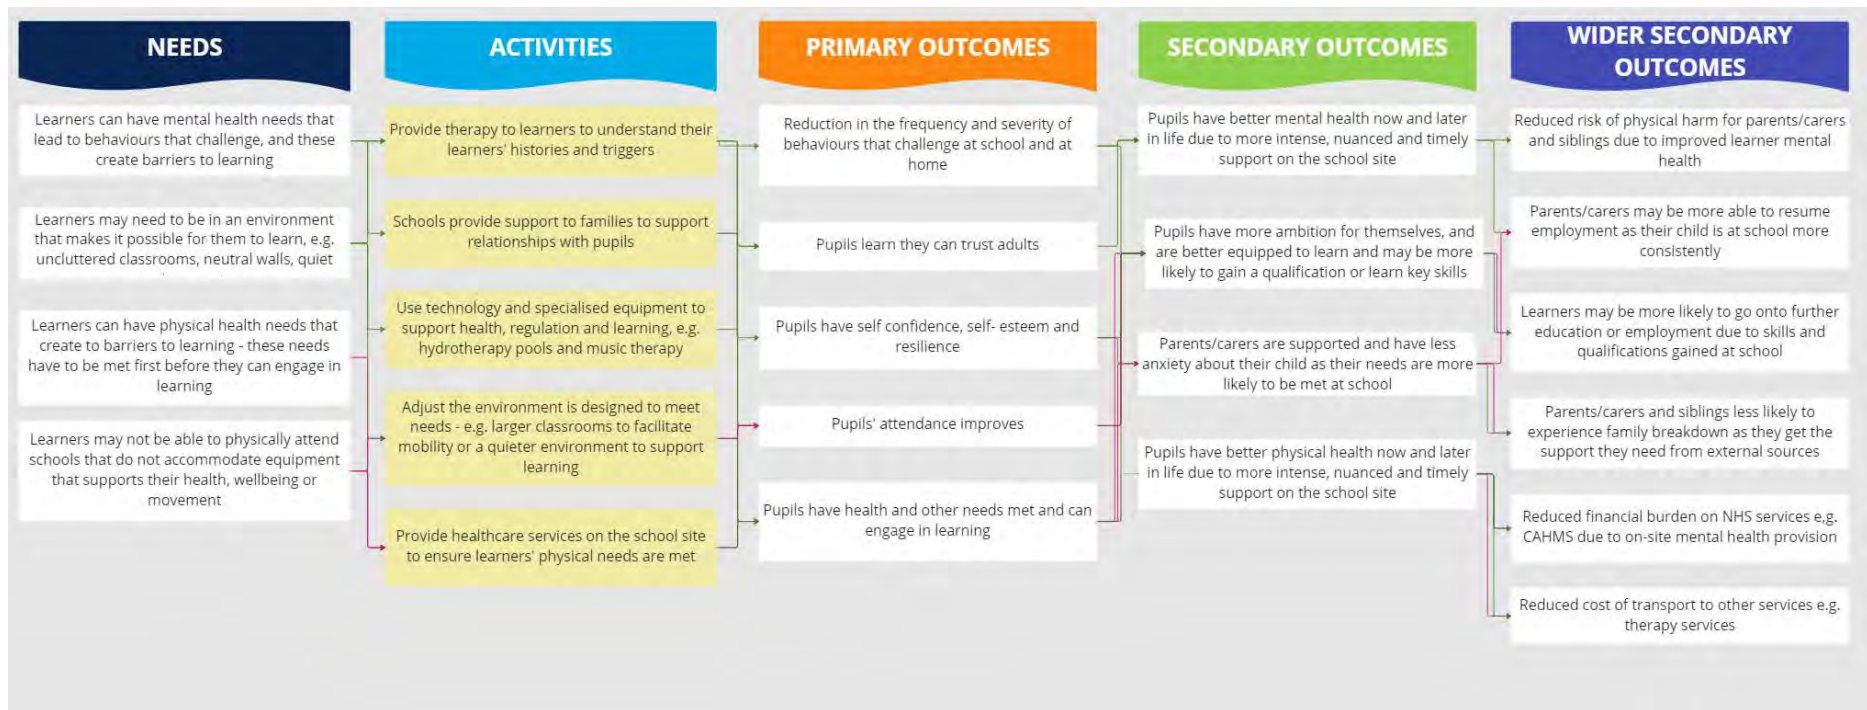 NEEDS
Learners can have mental health needs that
lead to behaviours that challenge, and these
create barriers to learning
Learners may need to be in an environment
that makes it possible for them to learn, e.g.
uncluttered classrooms, neutral walls, quiet
Learners can have physical health needs that
create to barriers to learning - these needs
have to be met first before they can engage in
learning
Learners may not be able to physically attend
schools that do not accommodate equipment
that supports their health, wellbeing or
movement
ACTIVITIES
Provide therapy to learners to understand their
learners' histories and triggers
Schools provide support to families to support
relationships with pupils
Use technology and specialised equipment to
support health, regulation and learning, e.g.
hydrotherapy pools and music therapy
Adjust the environment is designed to meet
needs - e.g. larger classrooms to facilitate
mobility or a quieter environment to support
learning
Provide healthcare services on the school site
to ensure learners' physical needs are met
PRIMARY OUTCOMES
Reduction in the frequency and severity of
behaviours that challenge at school and at
home
Pupils learn they can trust adults
Pupils have self confidence, self- esteem and
resilience
Pupils' attendance improves
Pupils have health and other needs met and can
engage in learning
SECONDARY OUTCOMES
Pupils have better mental health now and later
in life due to more intense, nuanced and timely
support on the school site
Pupils have more ambition for themselves, and
are better equipped to learn and may be more
likely to gain a qualification or learn key skills
Parents/carers are supported and have less
anxiety about their child as their needs are more
likely to be met at school
Pupils have better physical health now and later
in life due to more intense, nuanced and timely
support on the school site
WIDER SECONDARY
OUTCOMES
Reduced risk of physical harm for parents/carers
and siblings due to improved learner mental
health
Parents/carers may be more able to resume
employment as their child is at school more
consistently
Learners may be more likely to go onto further
education or employment due to skills and
qualifications gained at school
Parents/carers and siblings less likely to
experience family breakdown as they get the
support they need from external sources
Reduced financial burden on NHS services e.g.
CAHMS due to on-site mental health provision
Reduced cost of transport to other services e.g.
therapy services